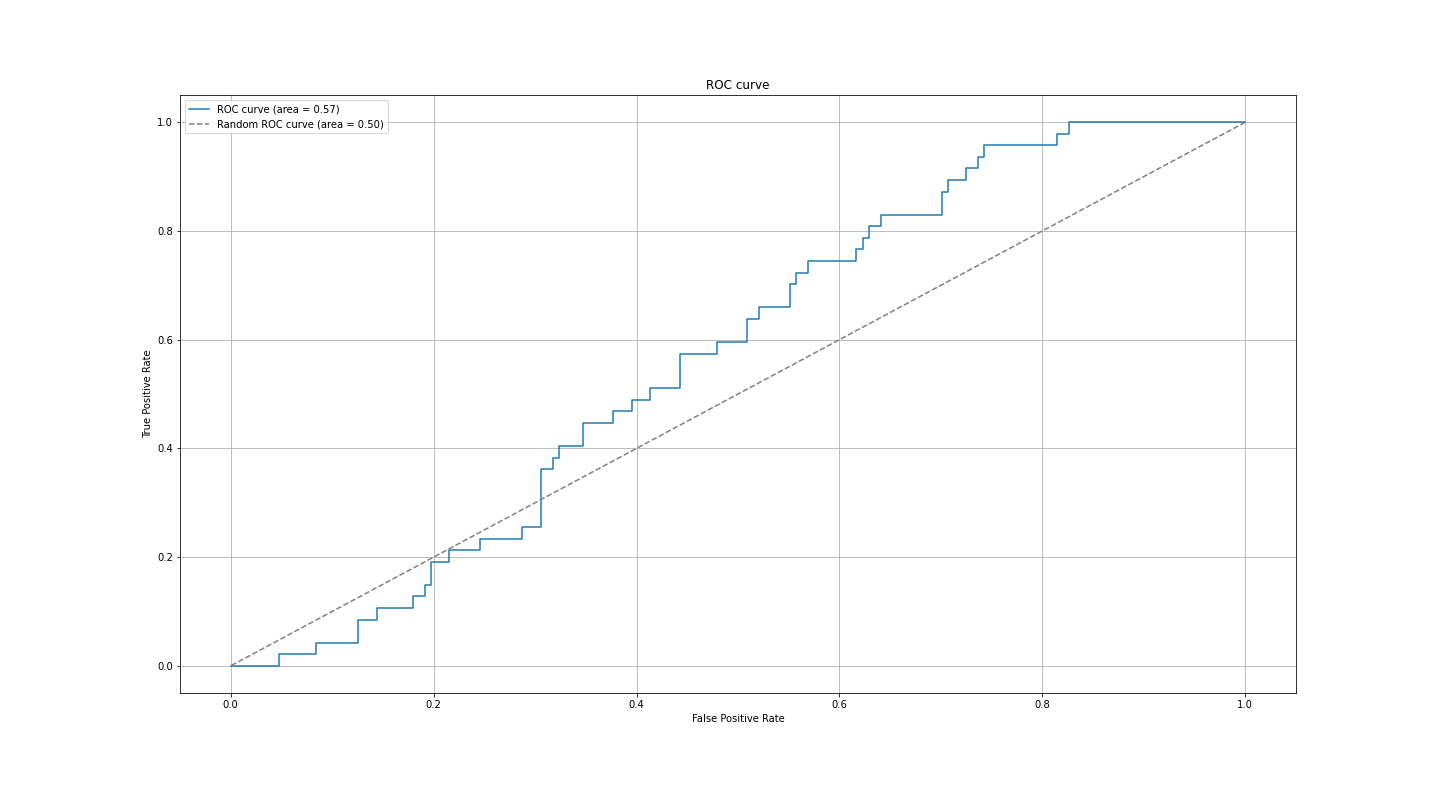 ROC curve
ROC curve (area = 0.57)
Random ROC curve (area = 0.50)
1.0
0.8
0.6
0.4
0.2
0.0
True Positive Rate
0.0 0.2 0.4 0.6 0.8 1.0
False Positive Rate